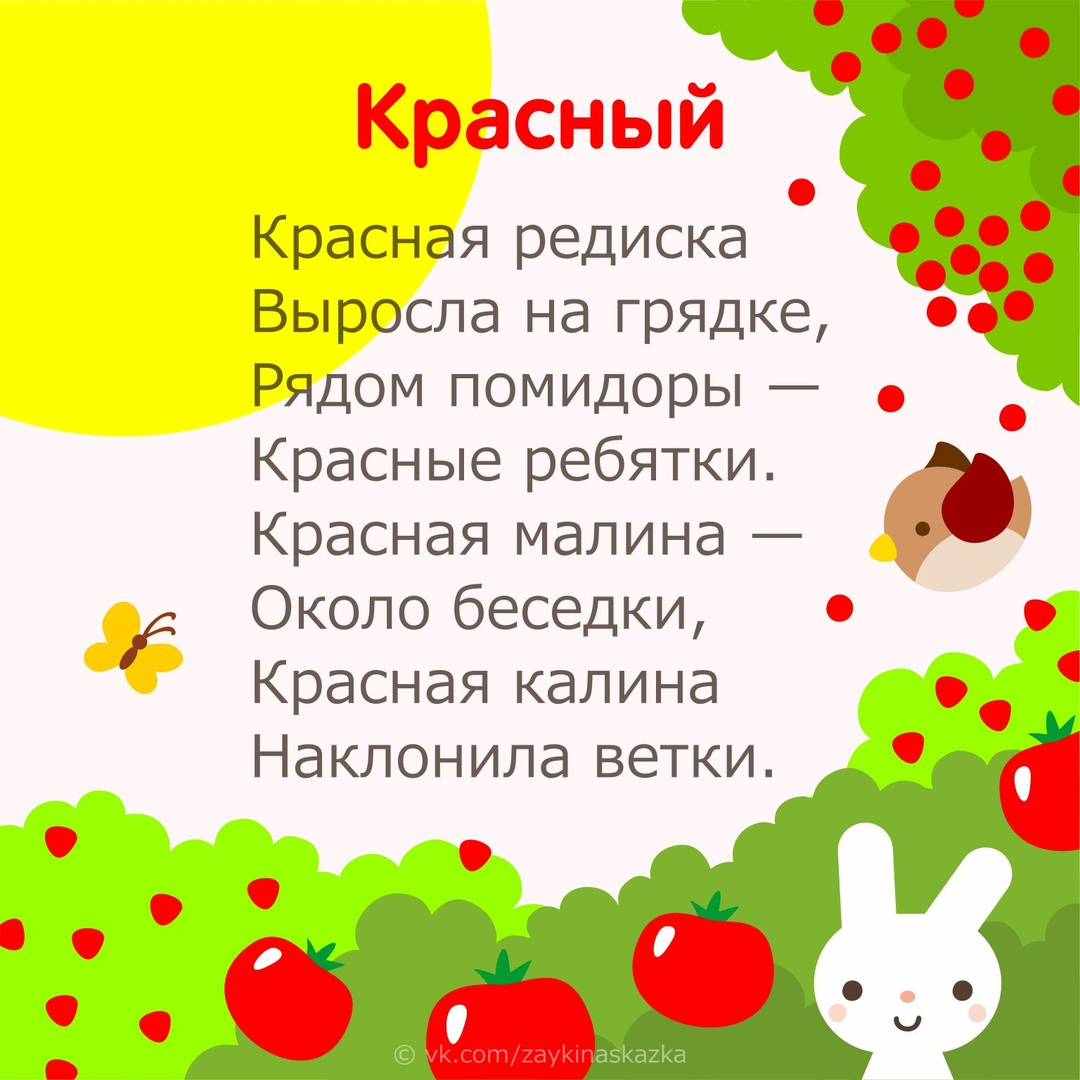 Красный
Красная редиска
Выросла на грядке,
Рядом помидоры —
Красные ребятки.
Красная малина —
Около беседки,
Красная калина
Наклонила ветки.
© vk.com/zaykinaskazka